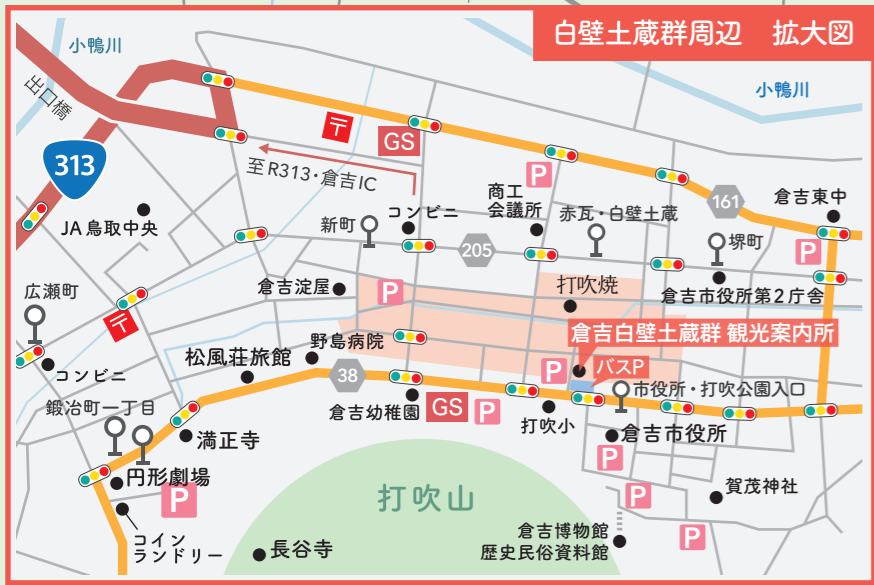 白壁土蔵群周辺　拡大図
小鴨川
出口橋
小鴨川
313
〒
GS
P
至R313・倉吉IC
161
倉吉東中
P
JA鳥取中央
新町
コンビニ
商工
会議所
赤瓦・白壁土蔵
堺町
205
広瀬町
倉吉淀屋
P
打吹焼
倉吉市役所第2庁舎
〒
倉吉白壁土蔵群 観光案内所
野島病院
松風荘旅館
コンビニ
38
P
バスP
市役所・打吹公園入口
鍛冶町一丁目
倉吉幼稚園
GS
P
打吹小
倉吉市役所
満正寺
P
円形劇場
P
打吹山
P
賀茂神社
コイン
ランドリー
長谷寺
倉吉博物館
歴史民俗資料館
P